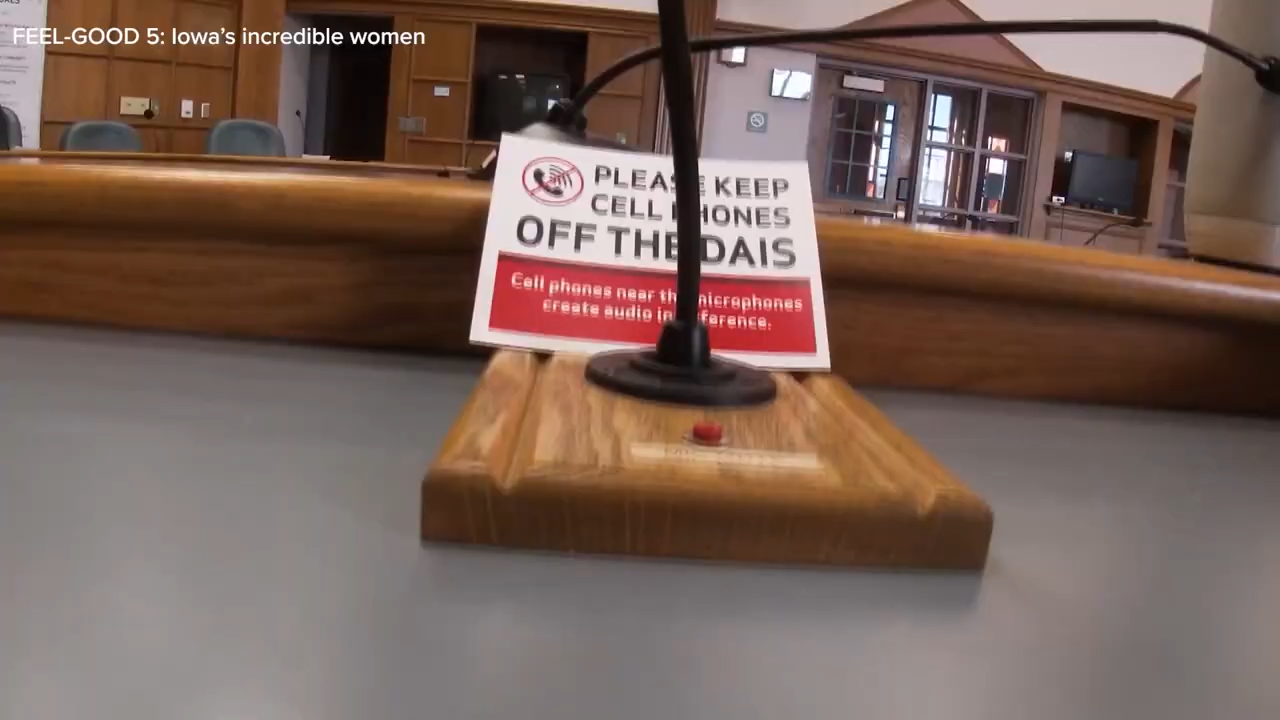 FEEL-GOOD 5: Iowa's incredible women
PLEASE KEEP
CELL PHONES
OFF THE DAIS
Cell phones near the microphones
create audio interference.